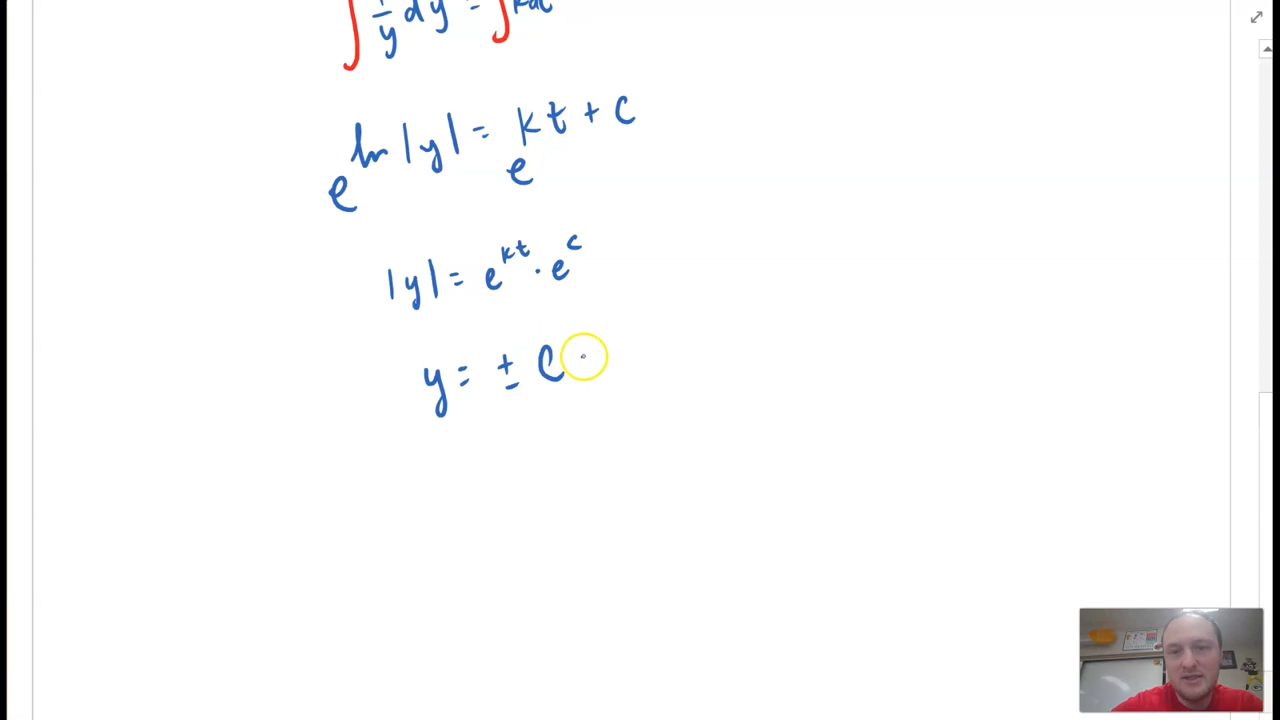 ∫ 1/y dy = ∫ k dt
e^ln|y| = e^kt + c
|y| = e^kt · e^c
y = ± C